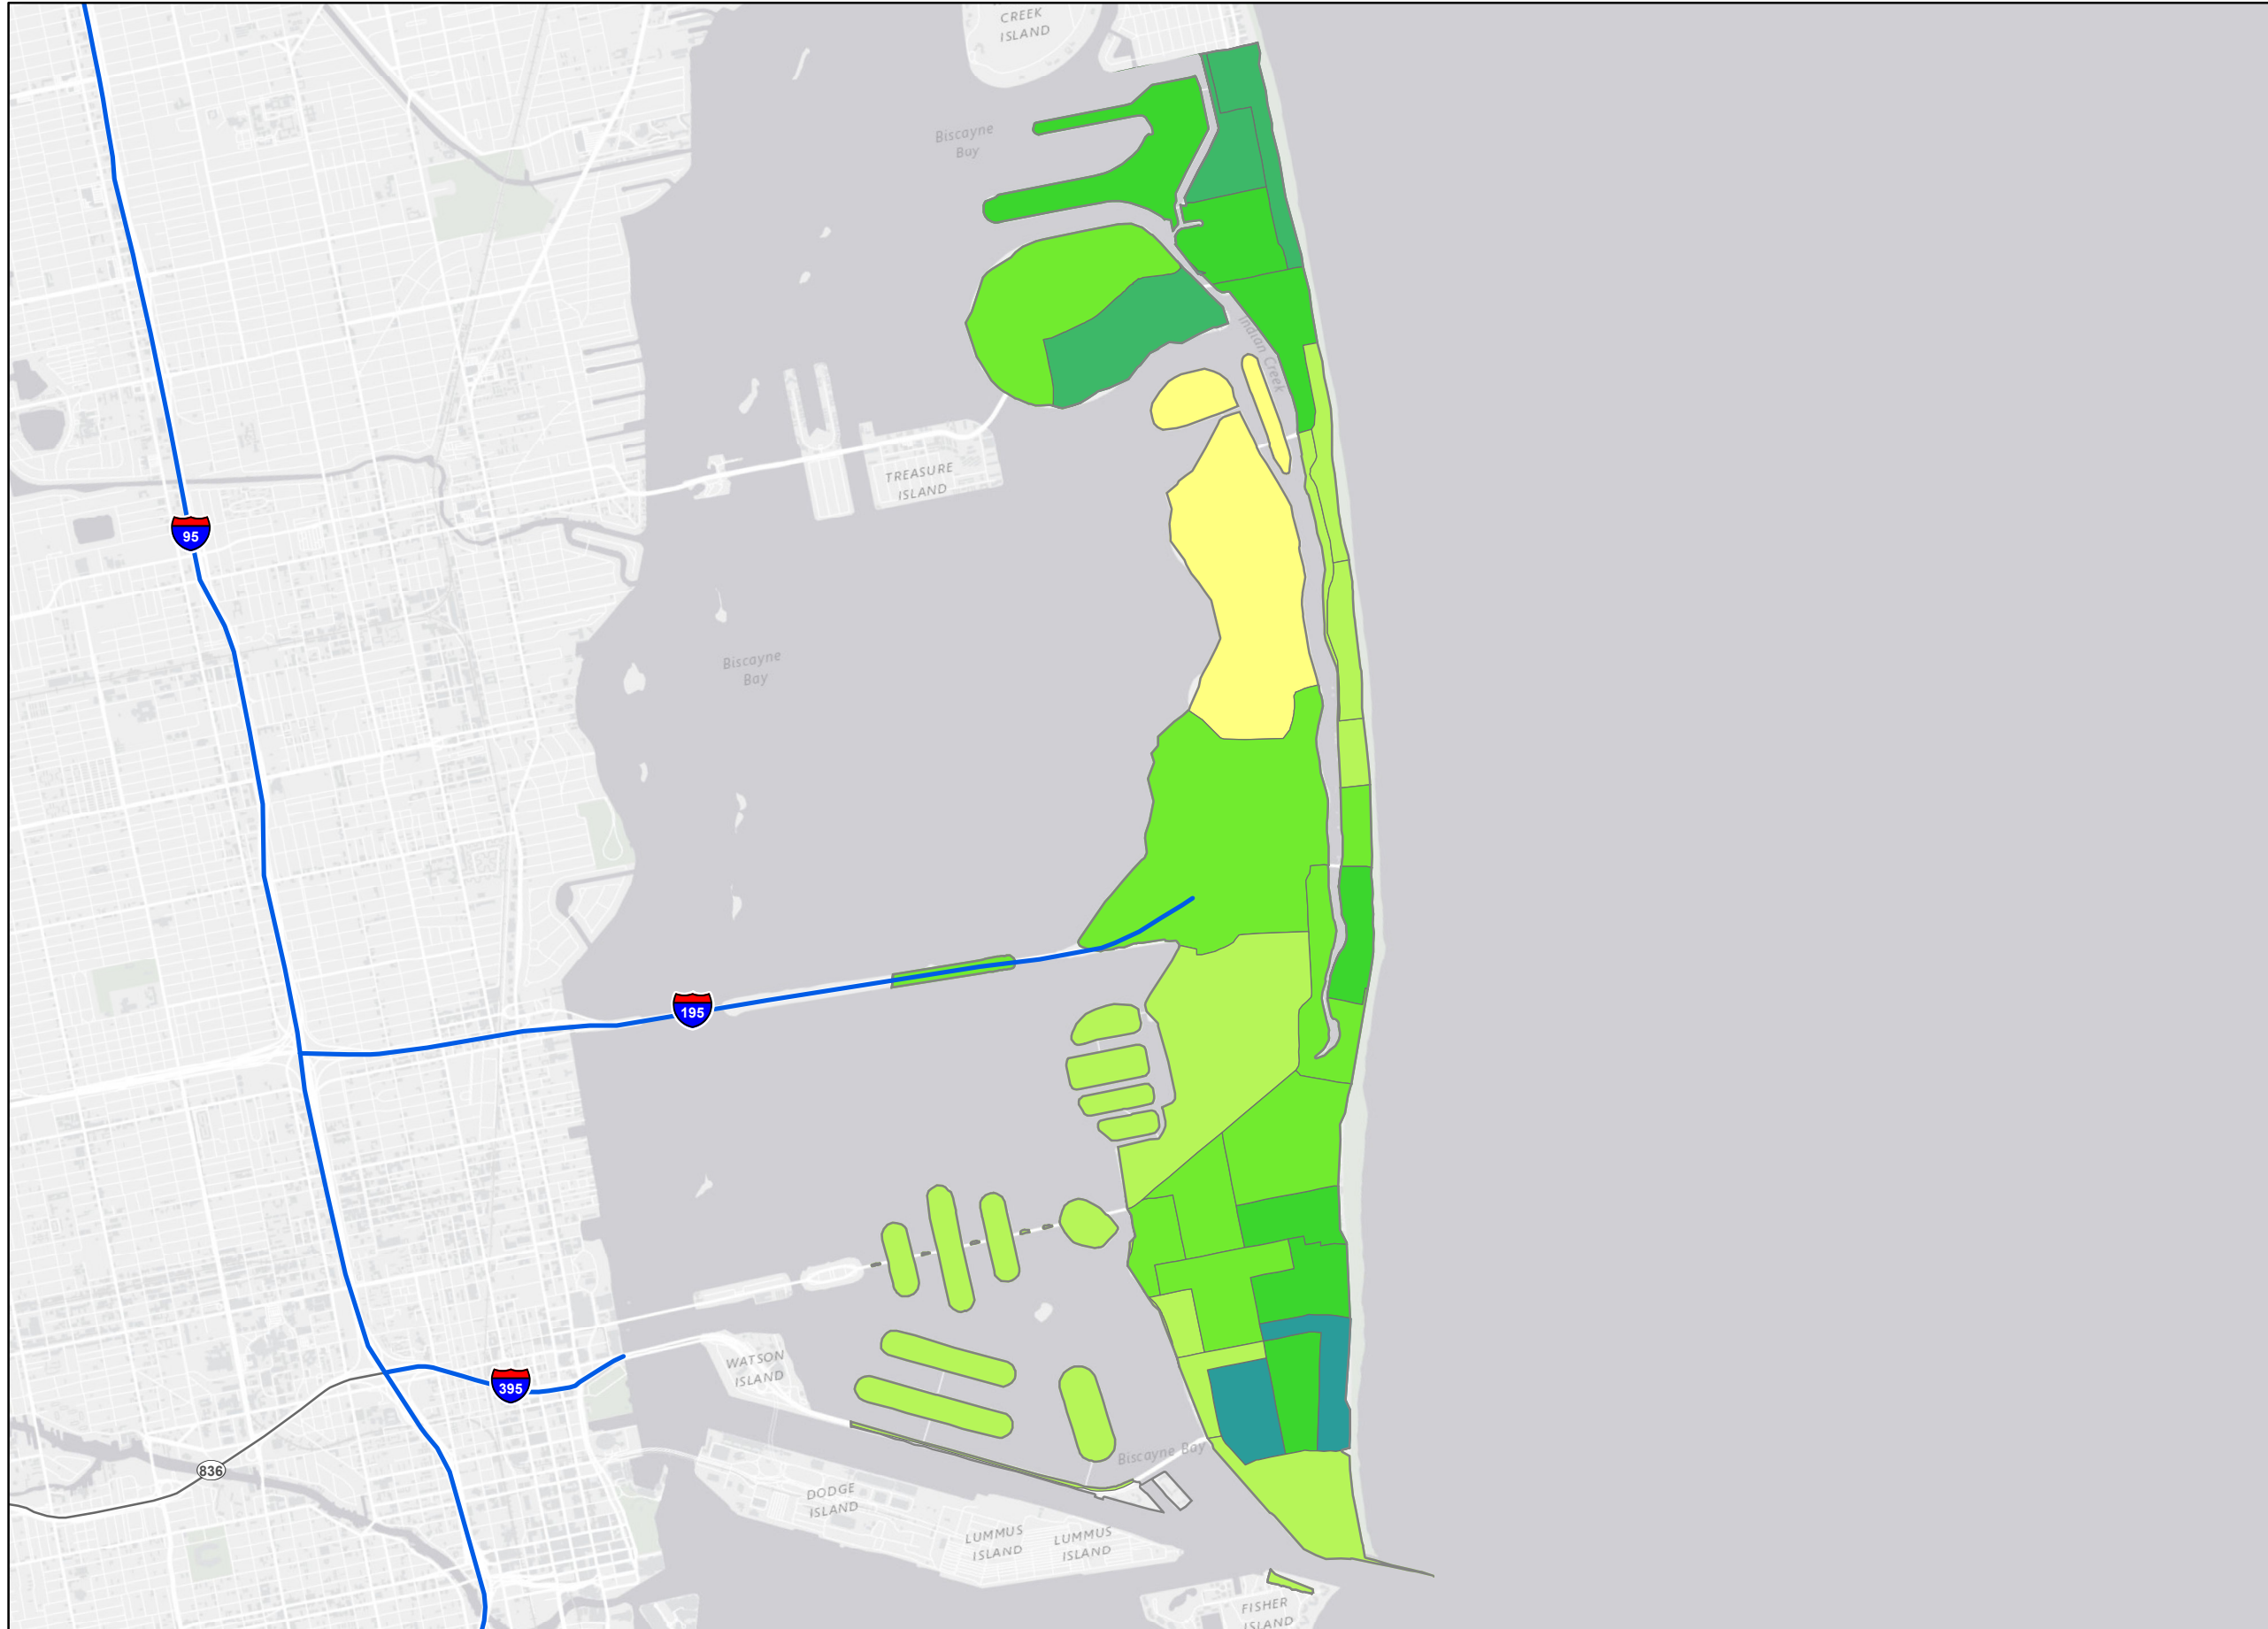 CREEK
ISLAND
Biscayne
Bay
Indian Creek
TREASURE
ISLAND
95
Biscayne
Bay
195
WATSON
ISLAND
395
Biscayne Bay
836
DODGE
ISLAND
LUMMUS
ISLAND
LUMMUS
ISLAND
FISHER
ISLAND